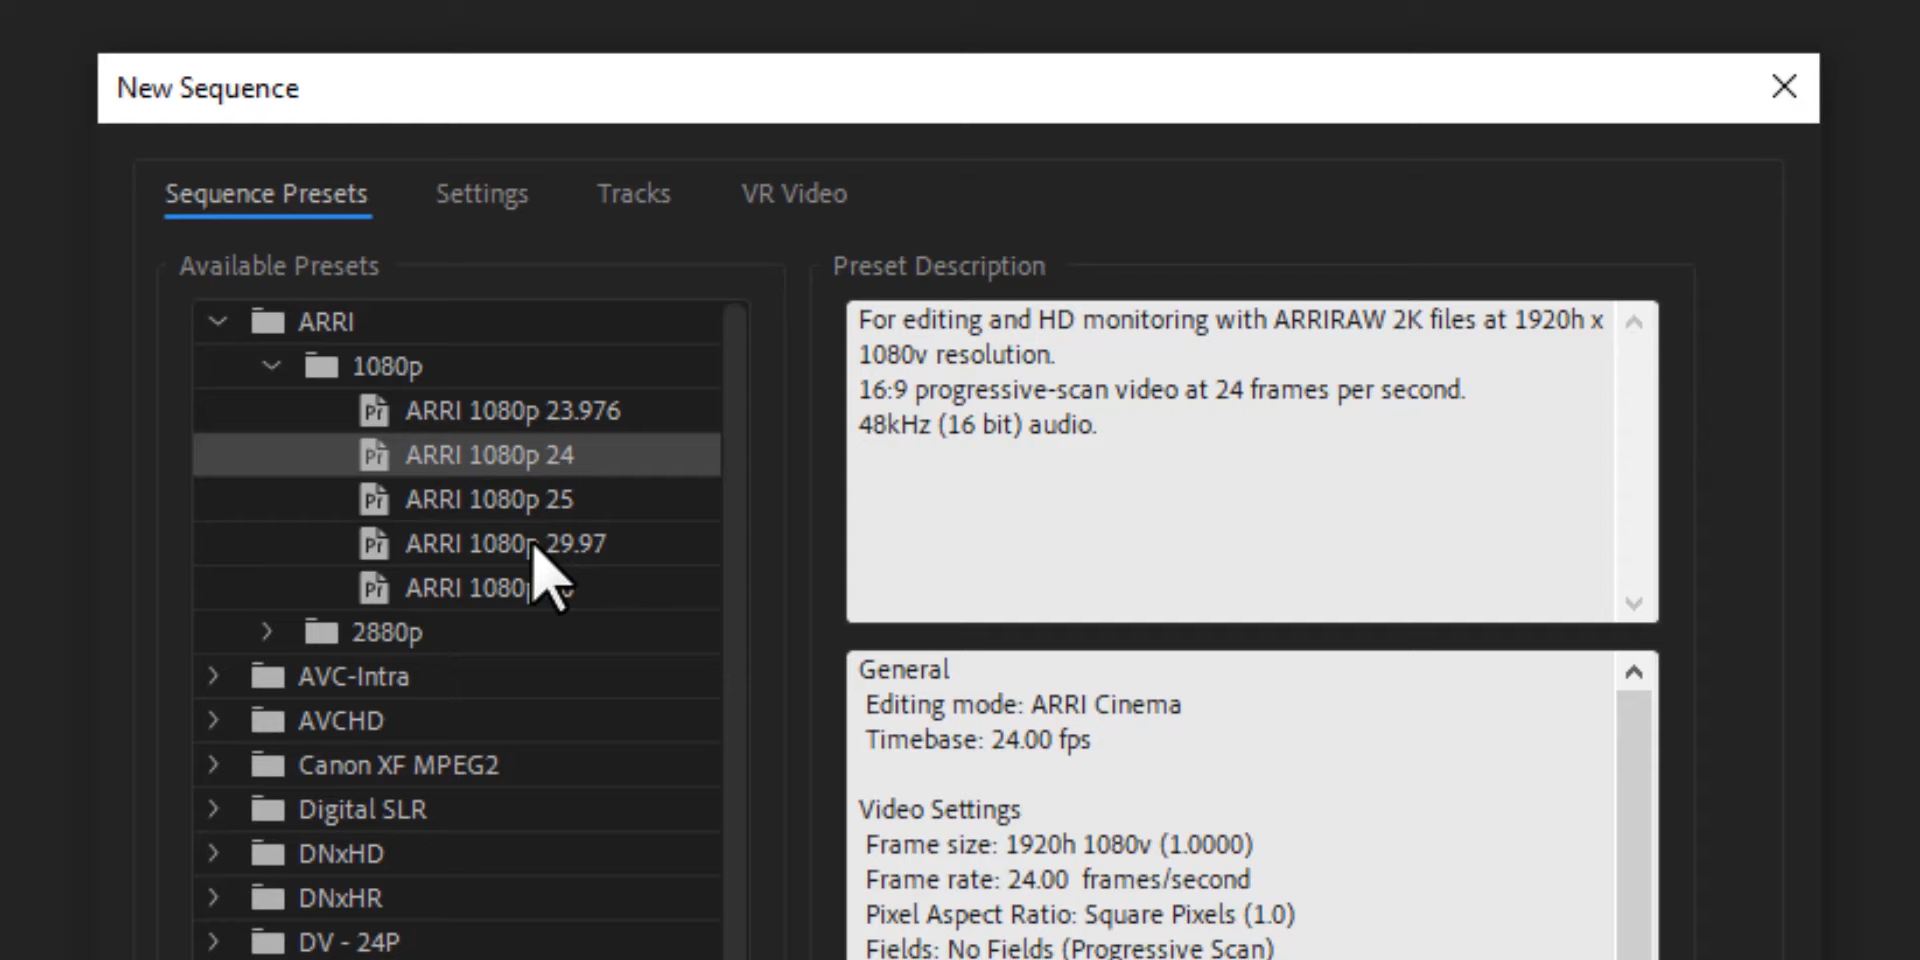 New Sequence
Sequence Presets
Settings
Tracks
VR Video
Available Presets
ARRI
1080p
ARRI 1080p 23.976
ARRI 1080p 24
ARRI 1080p 25
ARRI 1080p 29.97
ARRI 1080p
2880p
AVC-Intra
AVCHD
Canon XF MPEG2
Digital SLR
DNxHD
DNxHR
DV - 24P
Preset Description
For editing and HD monitoring with ARRIRAW 2K files at 1920h x
1080v resolution.
16:9 progressive-scan video at 24 frames per second.
48kHz (16 bit) audio.
General
Editing mode: ARRI Cinema
Timebase: 24.00 fps
Video Settings
Frame size: 1920h 1080v (1.0000)
Frame rate: 24.00 frames/second
Pixel Aspect Ratio: Square Pixels (1.0)
Fields: No Fields (Progressive Scan)